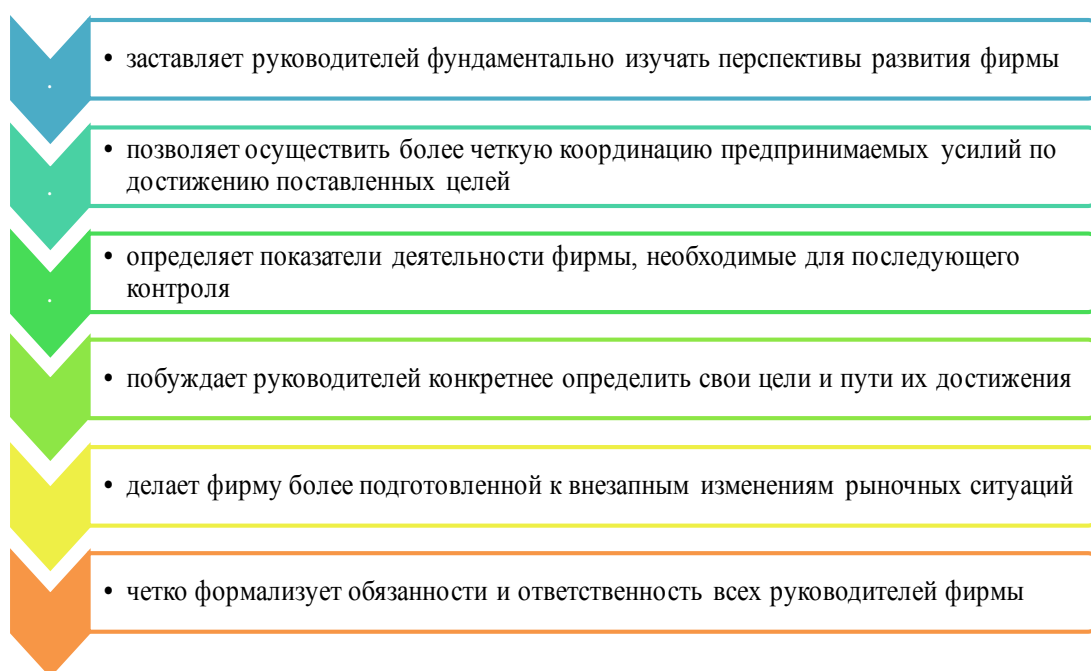 • заставляет руководителей фундаментально изучать перспективы развития фирмы
• позволяет осуществить более четкую координацию предпринимаемых усилий по
достижению поставленных целей
• определяет показатели деятельности фирмы, необходимые для последующего
контроля
• побуждает руководителей конкретнее определить свои цели и пути их достижения
• делает фирму более подготовленной к внезапным изменениям рыночных ситуаций
• четко формализует обязанности и ответственность всех руководителей фирмы